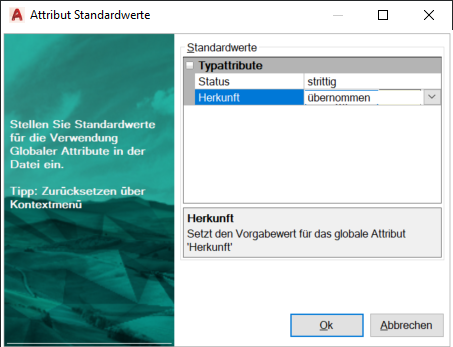 Attribut Standardwerte
Stellen Sie Standardwerte
für die Verwendung
Globaler Attribute in der
Datei ein.
Tipp: Zurücksetzen über
Kontextmenü
Standardwerte
Typattribute
Status strittig
Herkunft übernommen
Herkunft
Setzt den Vorgabewert für das globale Attribut
'Herkunft'
Ok Abbrechen